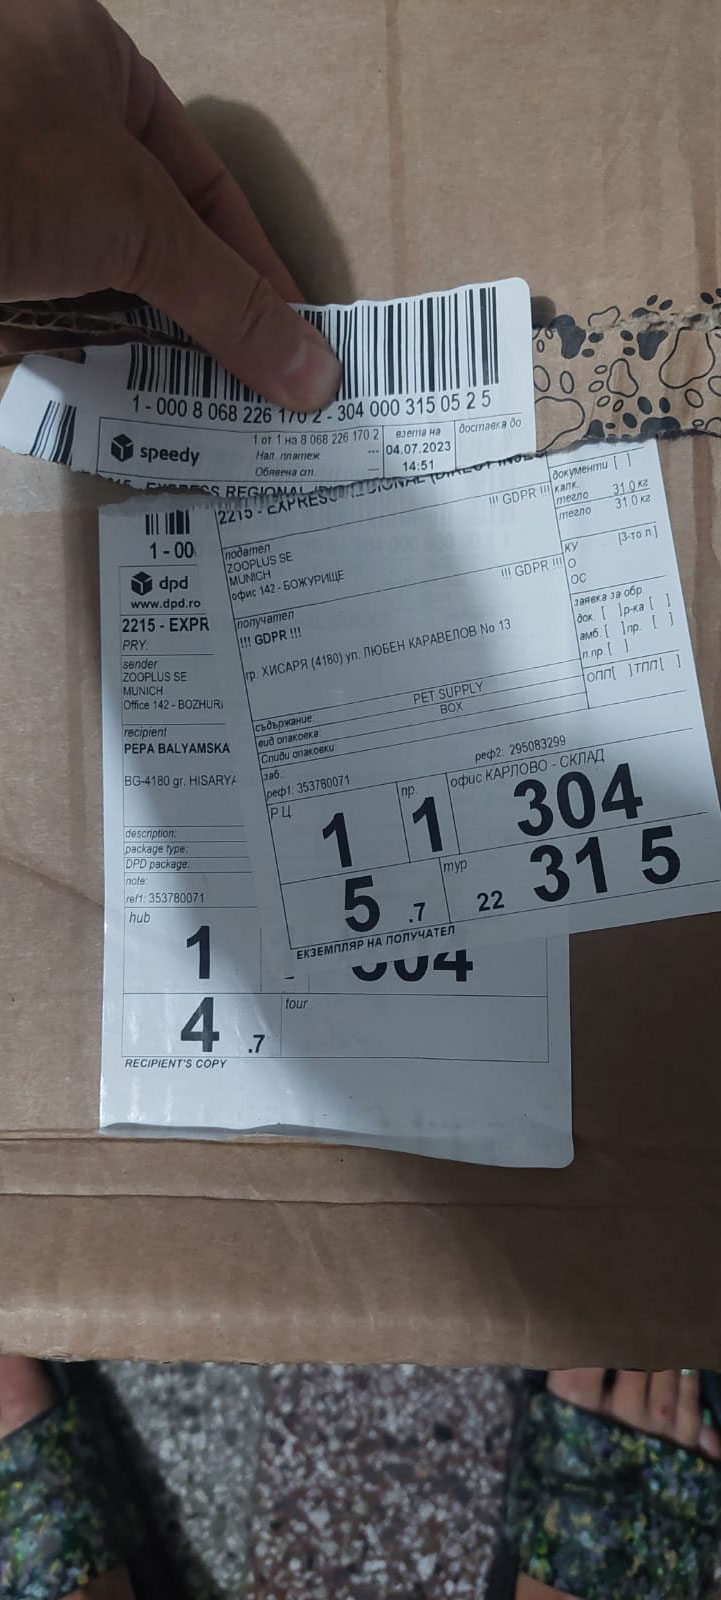 1 - 000 8 068 226 170 2 - 304 000 315 05 2 5
speedy
1 от 1 на 8 068 226 170 2
Нал. платеж ---
Обявена ст. ---
взета на
04.07.2023
14:51
доставка до
2215 - EXPRESS REGIONAL
!!! GDPR !!!
документи [ ]
калк.
тегло 31.0 кг
тегло 31.0 кг
подател
ZOOPLUS SE
MUNICH
офис 142 - БОЖУРИЩЕ
!!! GDPR !!!
КУ [3-то л.]
О
ОС
получател
!!! GDPR !!!
гр. ХИСАРЯ (4180) ул. ЛЮБЕН КАРАВЕЛОВ No 13
заявка за обр
док. [ ] р-ка [ ]
амб. [ ] пр. [ ]
п.пр. [ ]
ОПП[ ] ТПП[ ]
съдържание: PET SUPPLY
вид опаковка: BOX
Спиди опаковки:
заб.:
реф1: 353780071
реф2: 295083299
РЦ
1
пр.
1
офис КАРЛОВО - СКЛАД
304
5 .7
тур
22 31 5
ЕКЗЕМПЛЯР НА ПОЛУЧАТЕЛ
1 - 00
dpd
www.dpd.ro
2215 - EXPR
PRY:
sender
ZOOPLUS SE
MUNICH
Office 142 - BOZHURI
recipient
PEPA BALYAMSKA
BG-4180 gr. HISARYA
description:
package type:
DPD package:
note:
ref1: 353780071
hub
1
304
4 .7
tour
RECIPIENT'S COPY